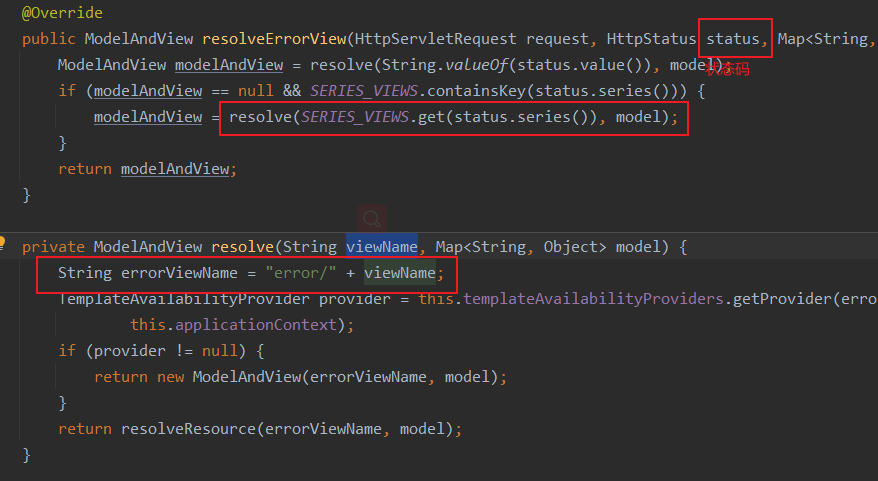 @Override
public ModelAndView resolveErrorView(HttpServletRequest request, HttpStatus status, Map<String,
ModelAndView modelAndView = resolve(String.valueOf(status.value()), model);
状态码
if (modelAndView == null && SERIES_VIEWS.containsKey(status.series())) {
modelAndView = resolve(SERIES_VIEWS.get(status.series()), model);
}
return modelAndView;
}
private ModelAndView resolve(String viewName, Map<String, Object> model) {
String errorViewName = "error/" + viewName;
TemplateAvailabilityProvider provider = this.templateAvailabilityProviders.getProvider(erro
this.applicationContext);
if (provider != null) {
return new ModelAndView(errorViewName, model);
}
return resolveResource(errorViewName, model);
}